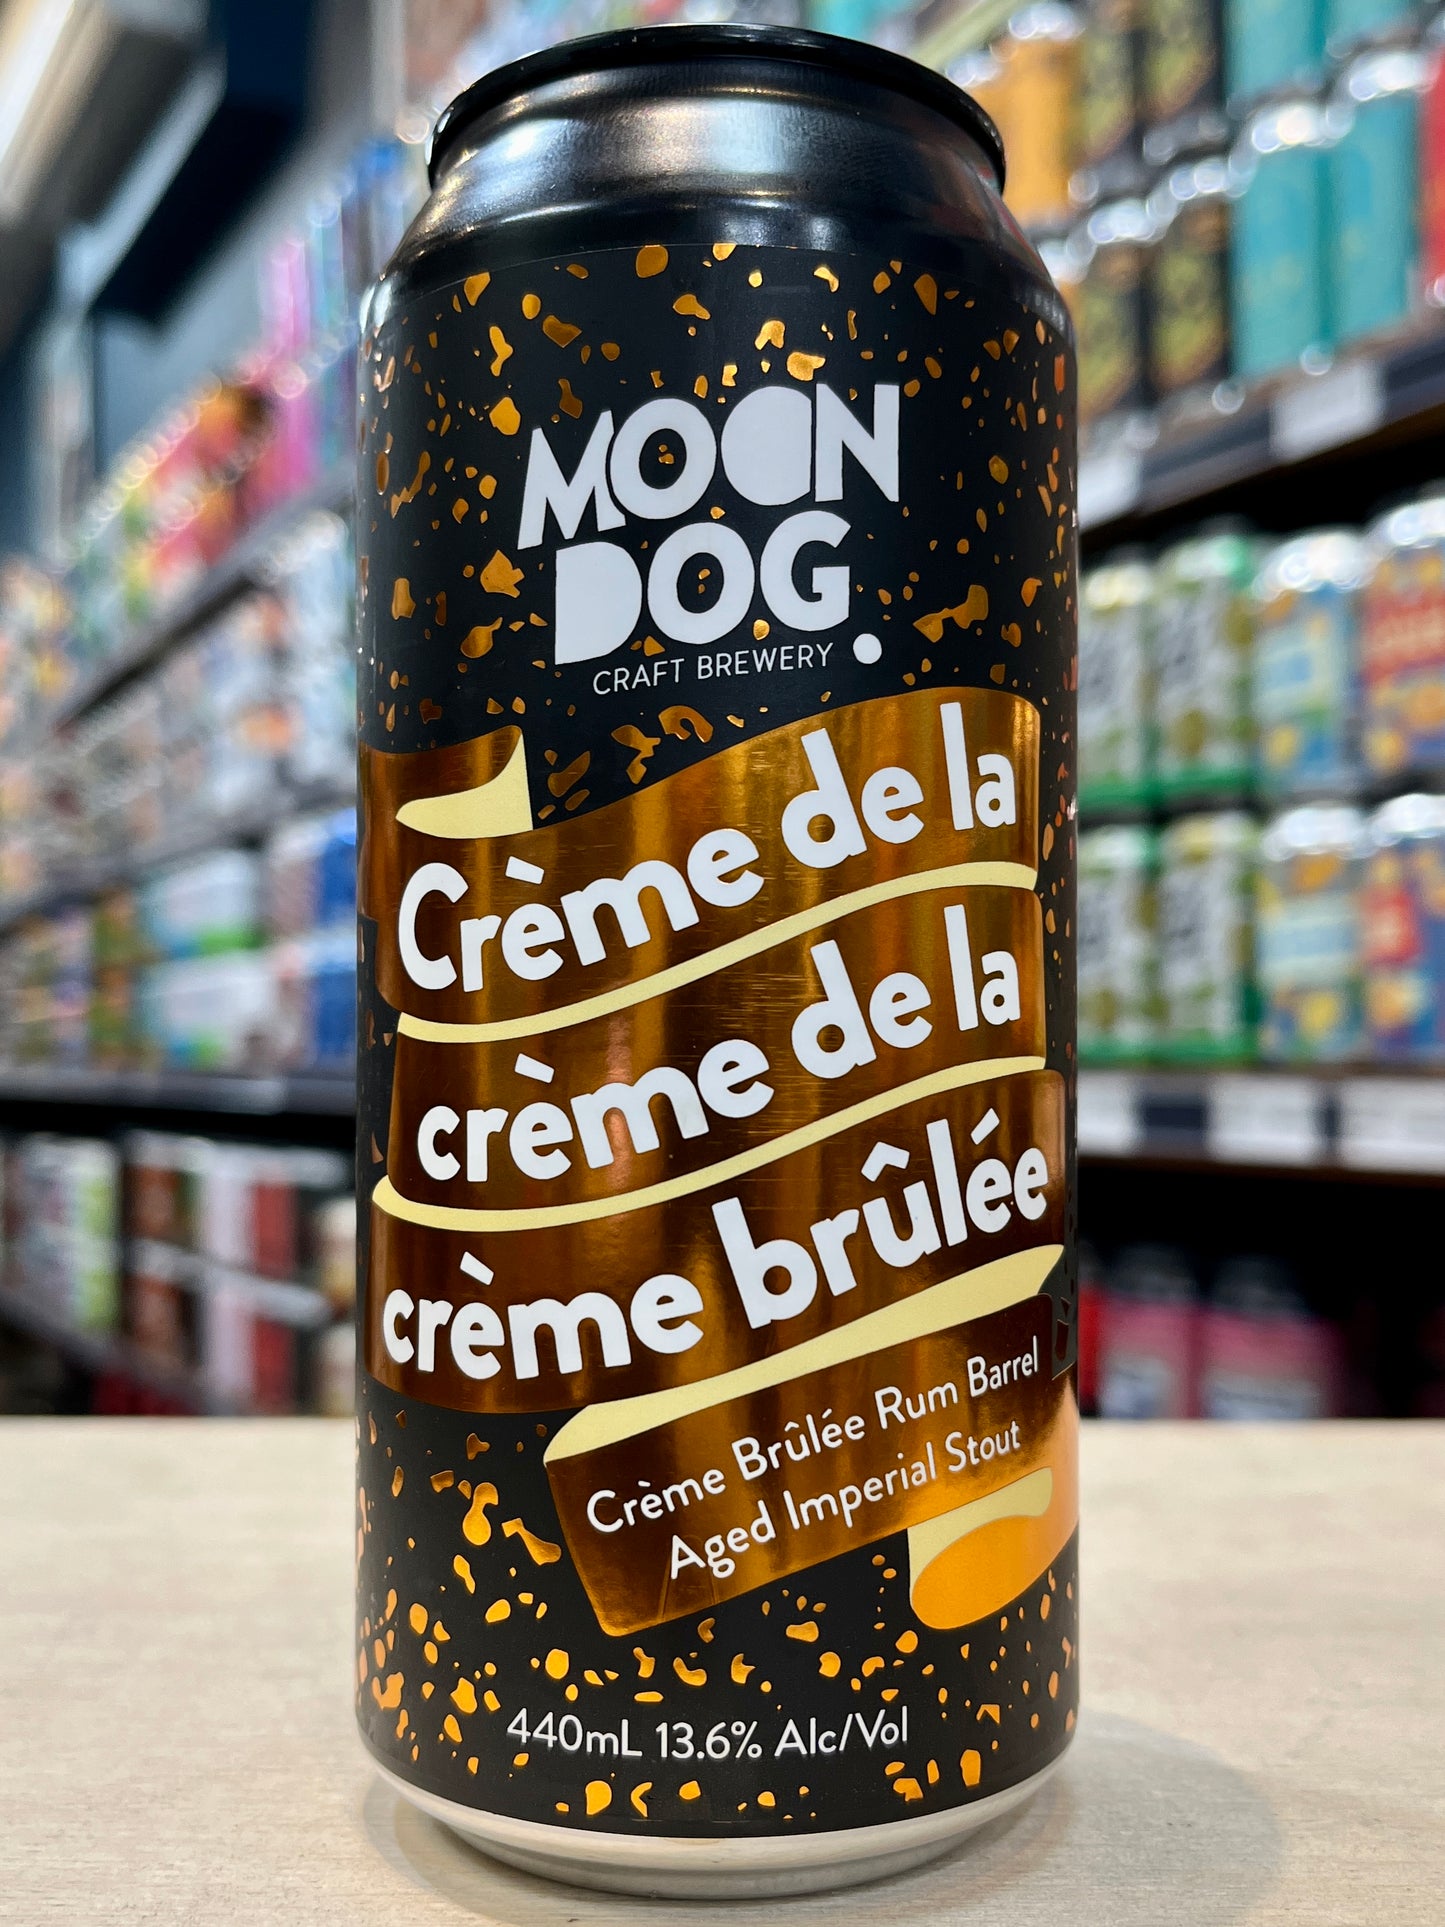 MOON
DOG.
CRAFT BREWERY
Crème de la
crème de la
crème brûlée
Crème Brûlée Rum Barrel
Aged Imperial Stout
440mL 13.6% Alc/Vol